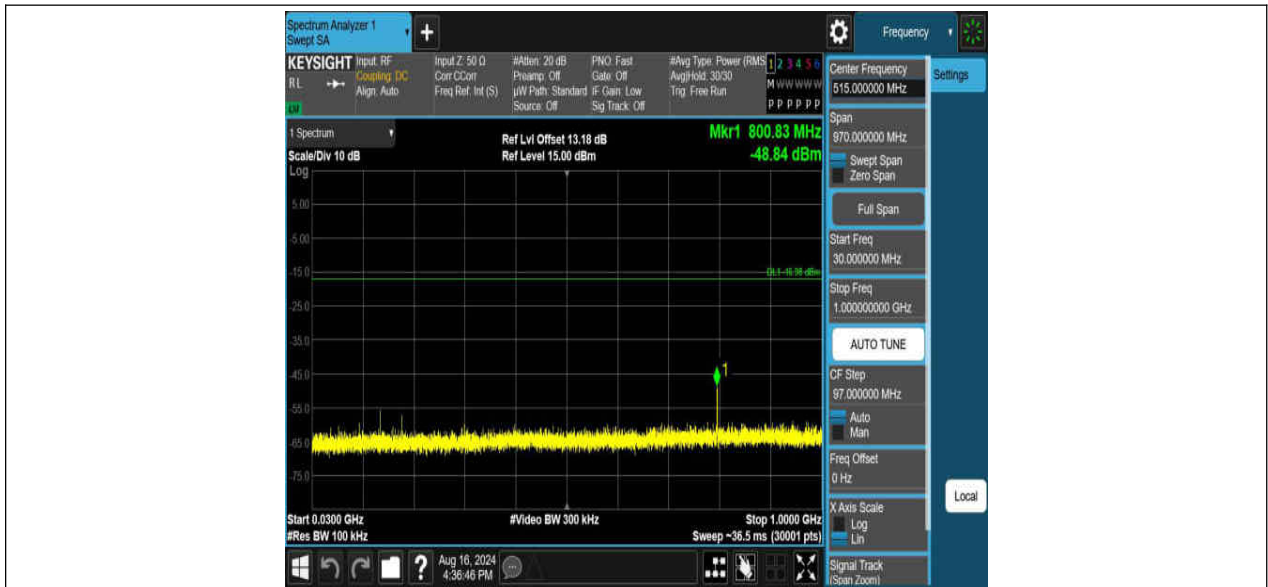 Spectrum Analyzer 1
Swept SA
+
Frequency
KEYSIGHT
RL
LXI
Input: RF
Coupling: DC
Align: Auto
Input Z: 50 Ω
Corr CCorr
Freq Ref: Int (S)
#Atten: 20 dB
Preamp: Off
µW Path: Standard
Source: Off
PNO: Fast
Gate: Off
IF Gain: Low
Sig Track: Off
#Avg Type: Power (RMS
Avg|Hold: 30/30
Trig: Free Run
1 2 3 4 5 6
M W W W W W
P P P P P P
Center Frequency
515.000000 MHz
Settings
Span
970.000000 MHz
Swept Span
Zero Span
Full Span
Start Freq
30.000000 MHz
Stop Freq
1.000000000 GHz
AUTO TUNE
CF Step
97.000000 MHz
Auto
Man
Freq Offset
0 Hz
X Axis Scale
Log
Lin
Signal Track
(Span Zoom)
Local
1 Spectrum
Scale/Div 10 dB
Log
Ref Lvl Offset 13.18 dB
Ref Level 15.00 dBm
Mkr1 800.83 MHz
-48.84 dBm
5.00
-5.00
-15.0
DL1 -16.98 dBm
-25.0
-35.0
-45.0
1
-55.0
-65.0
-75.0
Start 0.0300 GHz
#Res BW 100 kHz
#Video BW 300 kHz
Stop 1.0000 GHz
Sweep ~36.5 ms (30001 pts)
?
Aug 16, 2024
4:36:46 PM